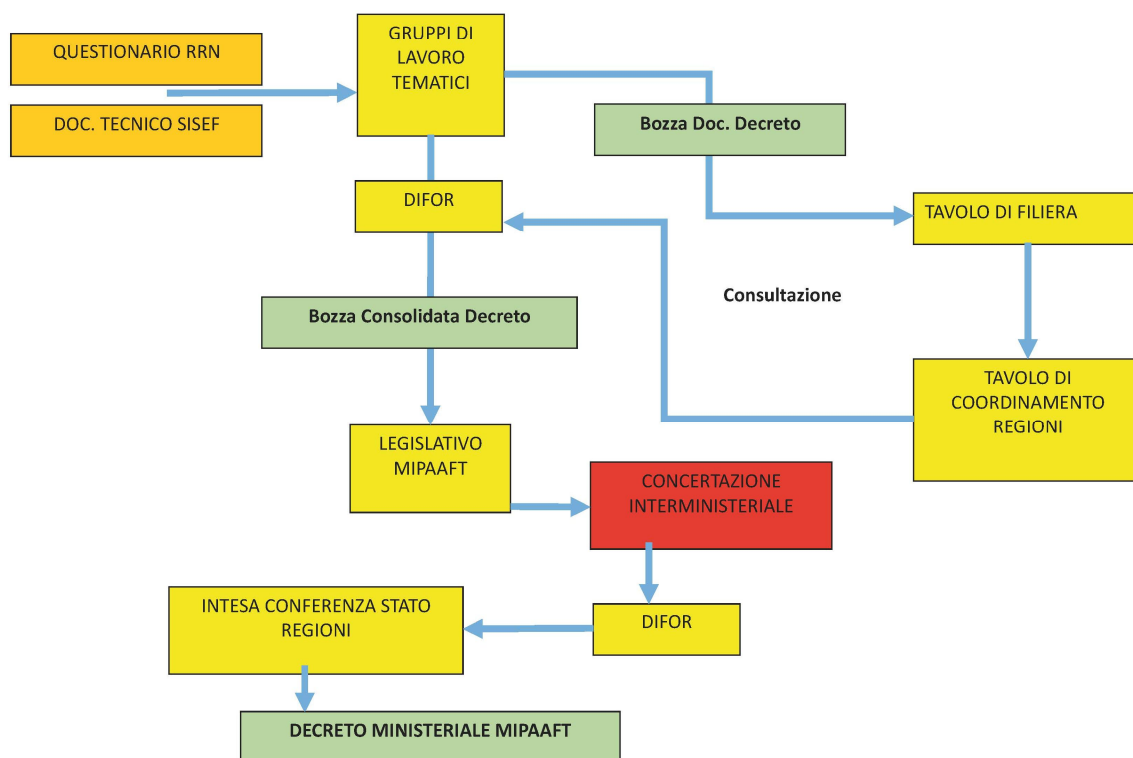 QUESTIONARIO RRN
DOC. TECNICO SISEF
GRUPPI DI
LAVORO
TEMATICI
Bozza Doc. Decreto
DIFOR
TAVOLO DI FILIERA
Consultazione
Bozza Consolidata Decreto
TAVOLO DI
COORDINAMENTO
REGIONI
LEGISLATIVO
MIPAAFT
CONCERTAZIONE
INTERMINISTERIALE
DIFOR
INTESA CONFERENZA STATO
REGIONI
DECRETO MINISTERIALE MIPAAFT